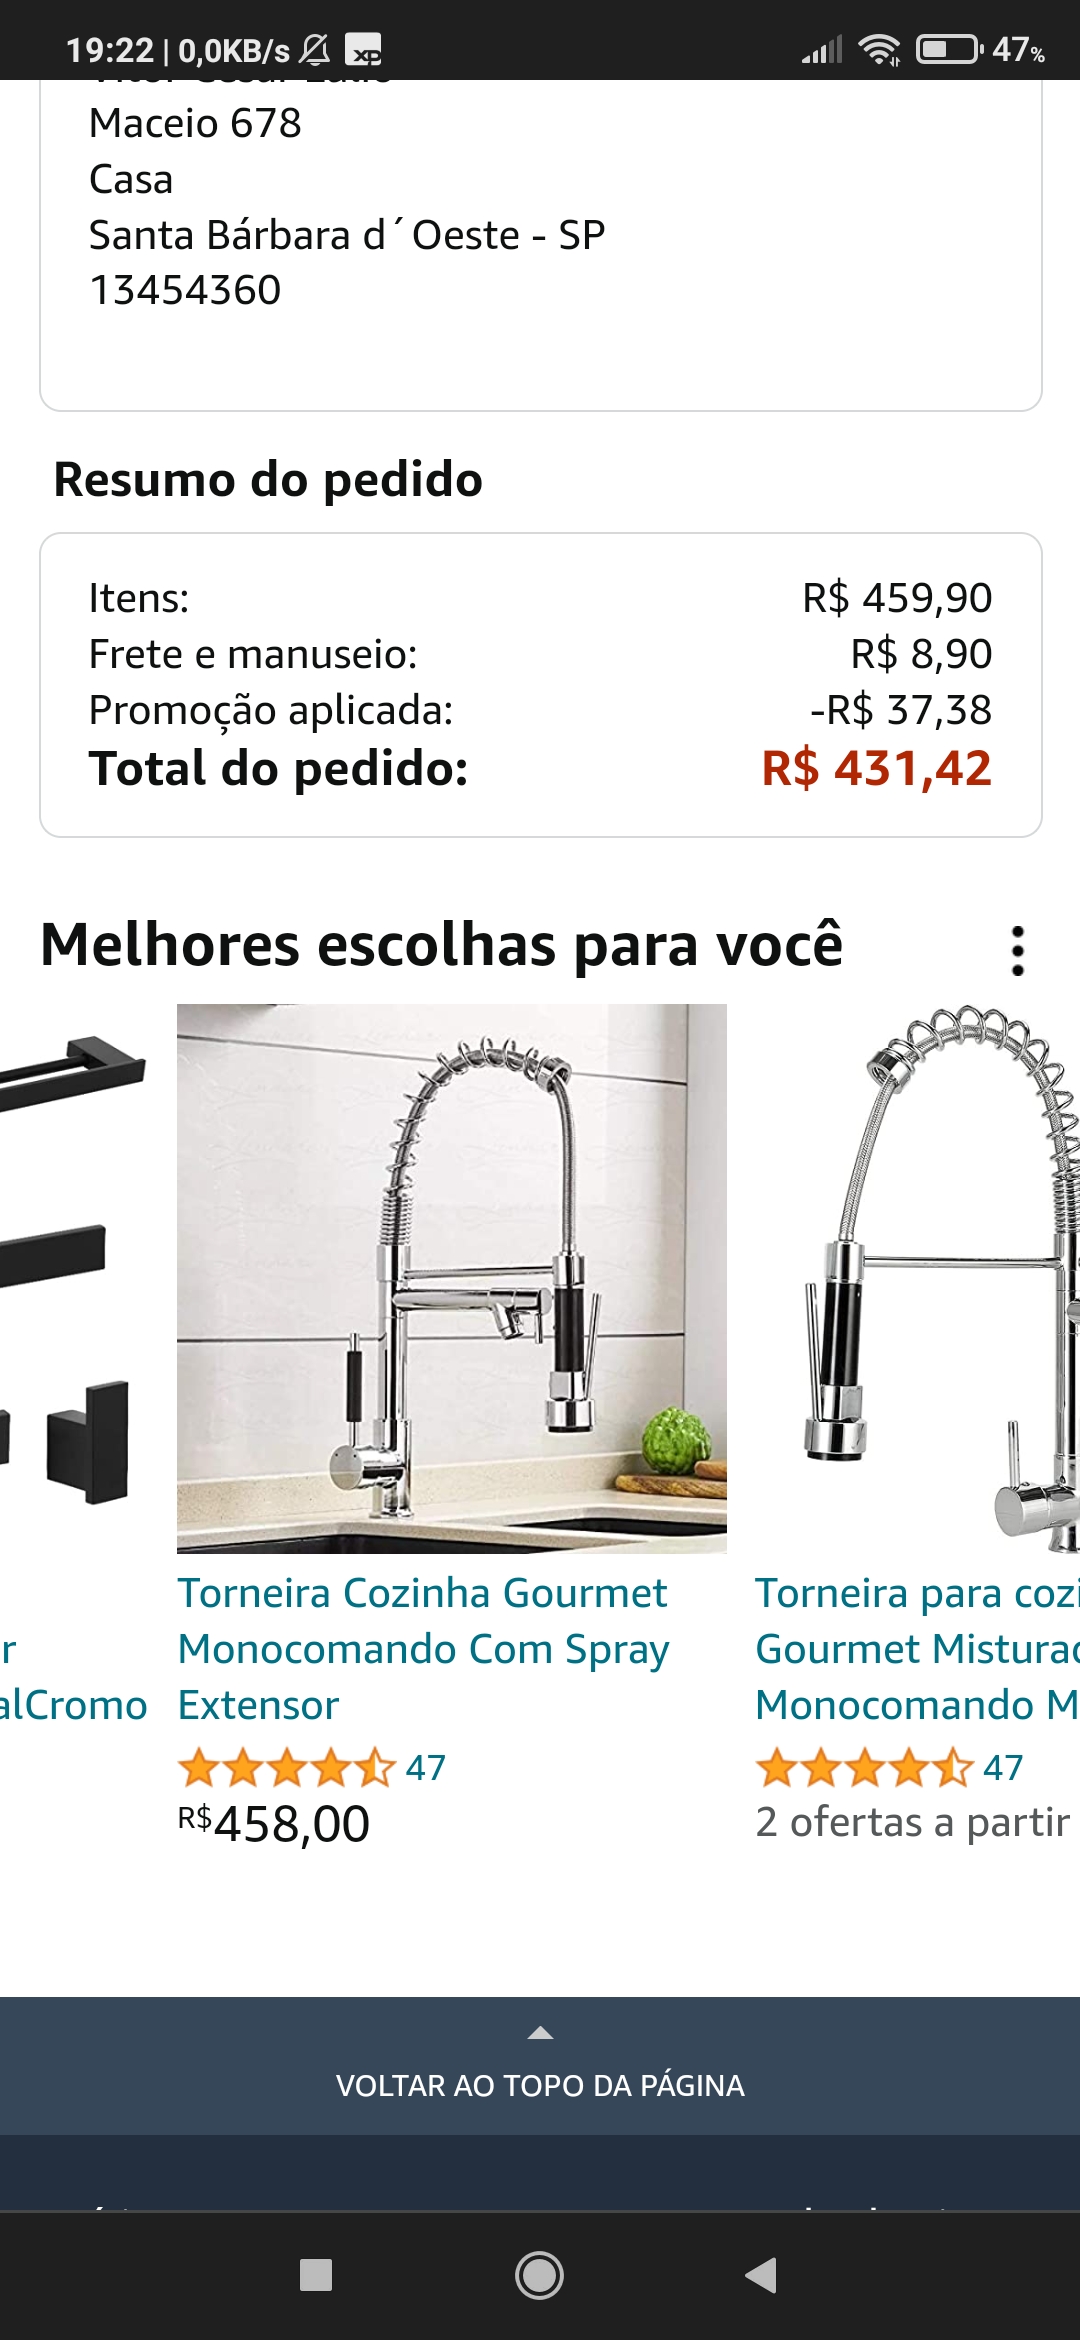 19:22 | 0,0KB/s
47%
Maceio 678
Casa
Santa Bárbara d´Oeste - SP
13454360
Resumo do pedido
Itens: R$ 459,90
Frete e manuseio: R$ 8,90
Promoção aplicada: -R$ 37,38
Total do pedido: R$ 431,42
Melhores escolhas para você
r
alCromo
Torneira Cozinha Gourmet
Monocomando Com Spray
Extensor
47
R$458,00
Torneira para cozi
Gourmet Misturad
Monocomando M
47
2 ofertas a partir
VOLTAR AO TOPO DA PÁGINA